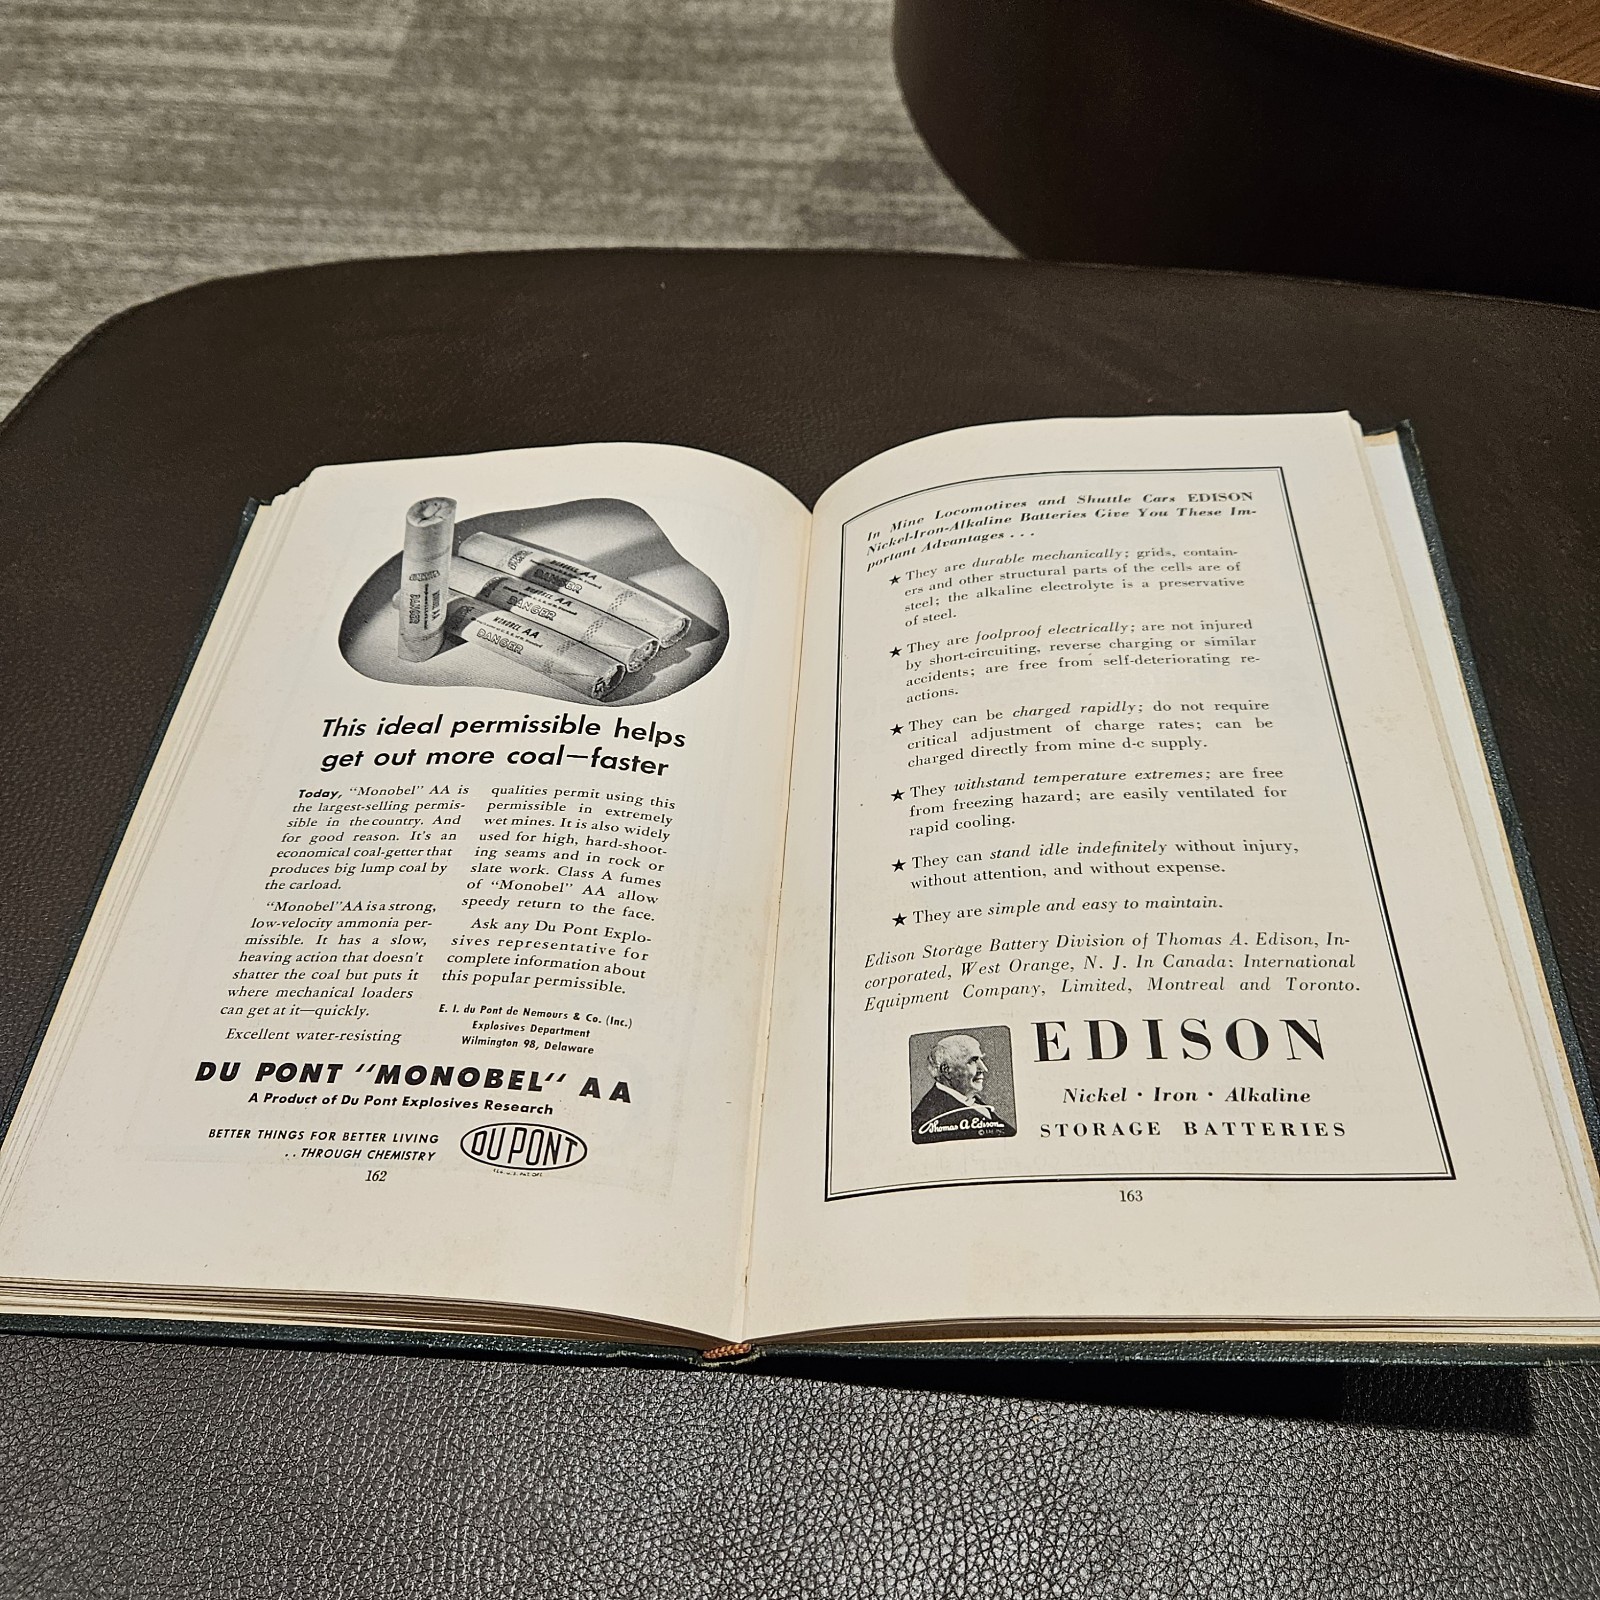 MONOBEL AA
DANGER
MONOBEL AA
DANGER
MONOBEL AA
DANGER
MONOBEL AA
DANGER
This ideal permissible helps
get out more coal—faster
Today, "Monobel" AA is
the largest-selling permis-
sible in the country. And
for good reason. It's an
economical coal-getter that
produces big lump coal by
the carload.
"Monobel" AA is a strong,
low-velocity ammonia per-
missible. It has a slow,
heaving action that doesn't
shatter the coal but puts it
where mechanical loaders
can get at it—quickly.
Excellent water-resisting
qualities permit using this
permissible in extremely
wet mines. It is also widely
used for high, hard-shoot-
ing seams and in rock or
slate work. Class A fumes
of "Monobel" AA allow
speedy return to the face.
Ask any Du Pont Explo-
sives representative for
complete information about
this popular permissible.
E. I. du Pont de Nemours & Co. (Inc.)
Explosives Department
Wilmington 98, Delaware
DU PONT "MONOBEL" AA
A Product of Du Pont Explosives Research
BETTER THINGS FOR BETTER LIVING
. . THROUGH CHEMISTRY
DU PONT
162
In Mine Locomotives and Shuttle Cars EDISON
Nickel-Iron-Alkaline Batteries Give You These Im-
portant Advantages . . .
★ They are durable mechanically; grids, contain-
ers and other structural parts of the cells are of
steel; the alkaline electrolyte is a preservative
of steel.
★ They are foolproof electrically; are not injured
by short-circuiting, reverse charging or similar
accidents; are free from self-deteriorating re-
actions.
★ They can be charged rapidly; do not require
critical adjustment of charge rates; can be
charged directly from mine d-c supply.
★ They withstand temperature extremes; are free
from freezing hazard; are easily ventilated for
rapid cooling.
★ They can stand idle indefinitely without injury,
without attention, and without expense.
★ They are simple and easy to maintain.
Edison Storage Battery Division of Thomas A. Edison, In-
corporated, West Orange, N. J. In Canada: International
Equipment Company, Limited, Montreal and Toronto.
Thomas A Edison
EDISON
Nickel · Iron · Alkaline
STORAGE BATTERIES
163